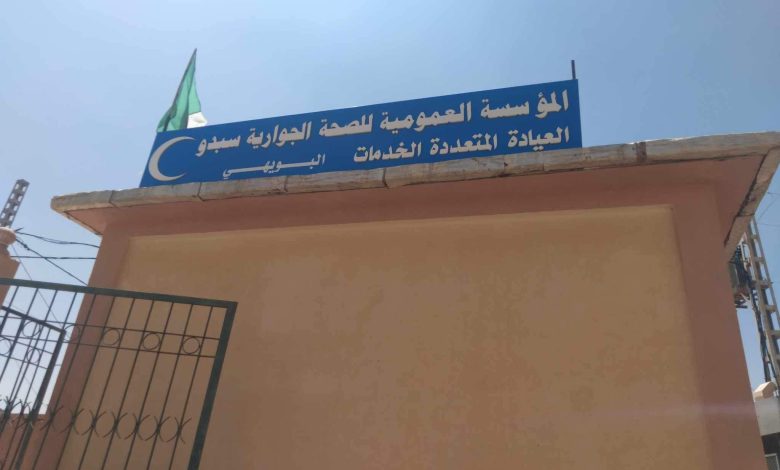 المؤسسة العمومية للصحة الجوارية سبدو
العيادة المتعددة الخدمات البويهي